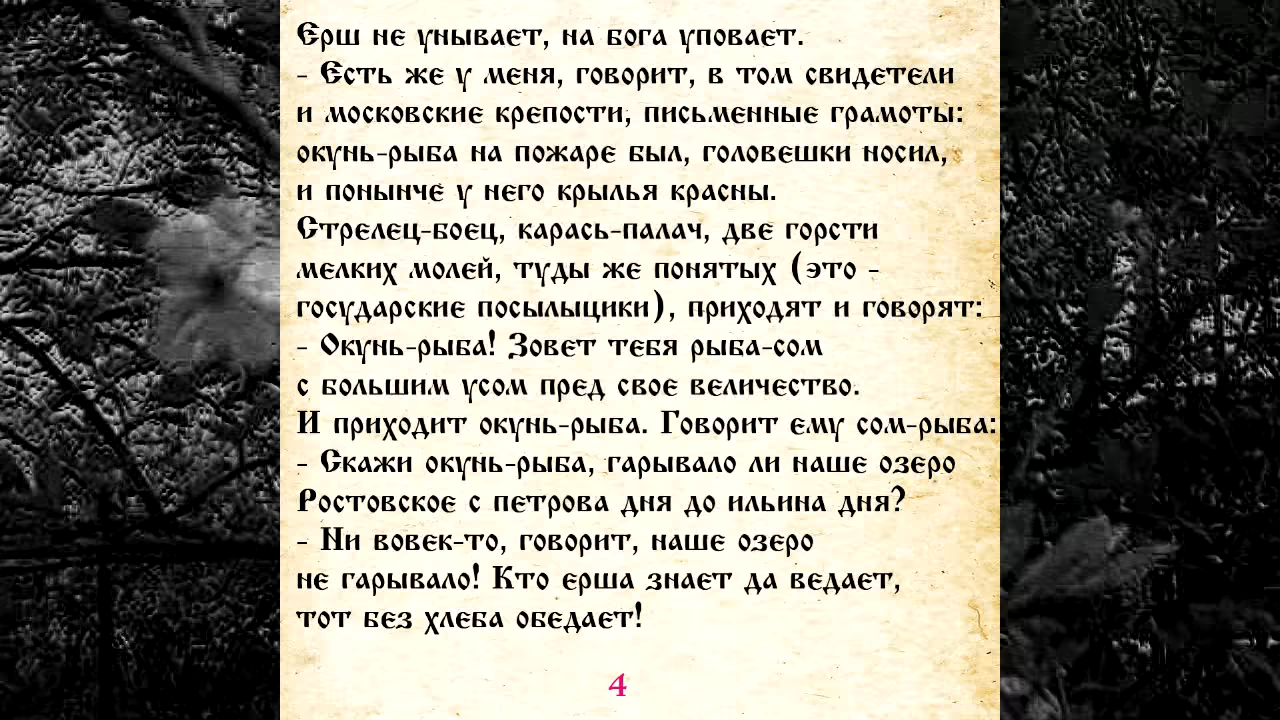 Ерш не унывает, на бога уповает.
- Есть же у меня, говорит, в том свидетели
и московские крепости, письменные грамоты:
окунь-рыба на пожаре был, головешки носил,
и понынче у него крылья красны.
Стрелец-боец, карась-палач, две горсти
мелких молей, туды же понятых (это -
государские посыльщики), приходят и говорят:
- Окунь-рыба! Зовет тебя рыба-сом
с большим усом пред свое величество.
И приходит окунь-рыба. Говорит ему сом-рыба:
- Скажи окунь-рыба, гарывало ли наше озеро
Ростовское с петрова дня до ильина дня?
- Ни вовек-то, говорит, наше озеро
не гарывало! Кто ерша знает да ведает,
тот без хлеба обедает!
4